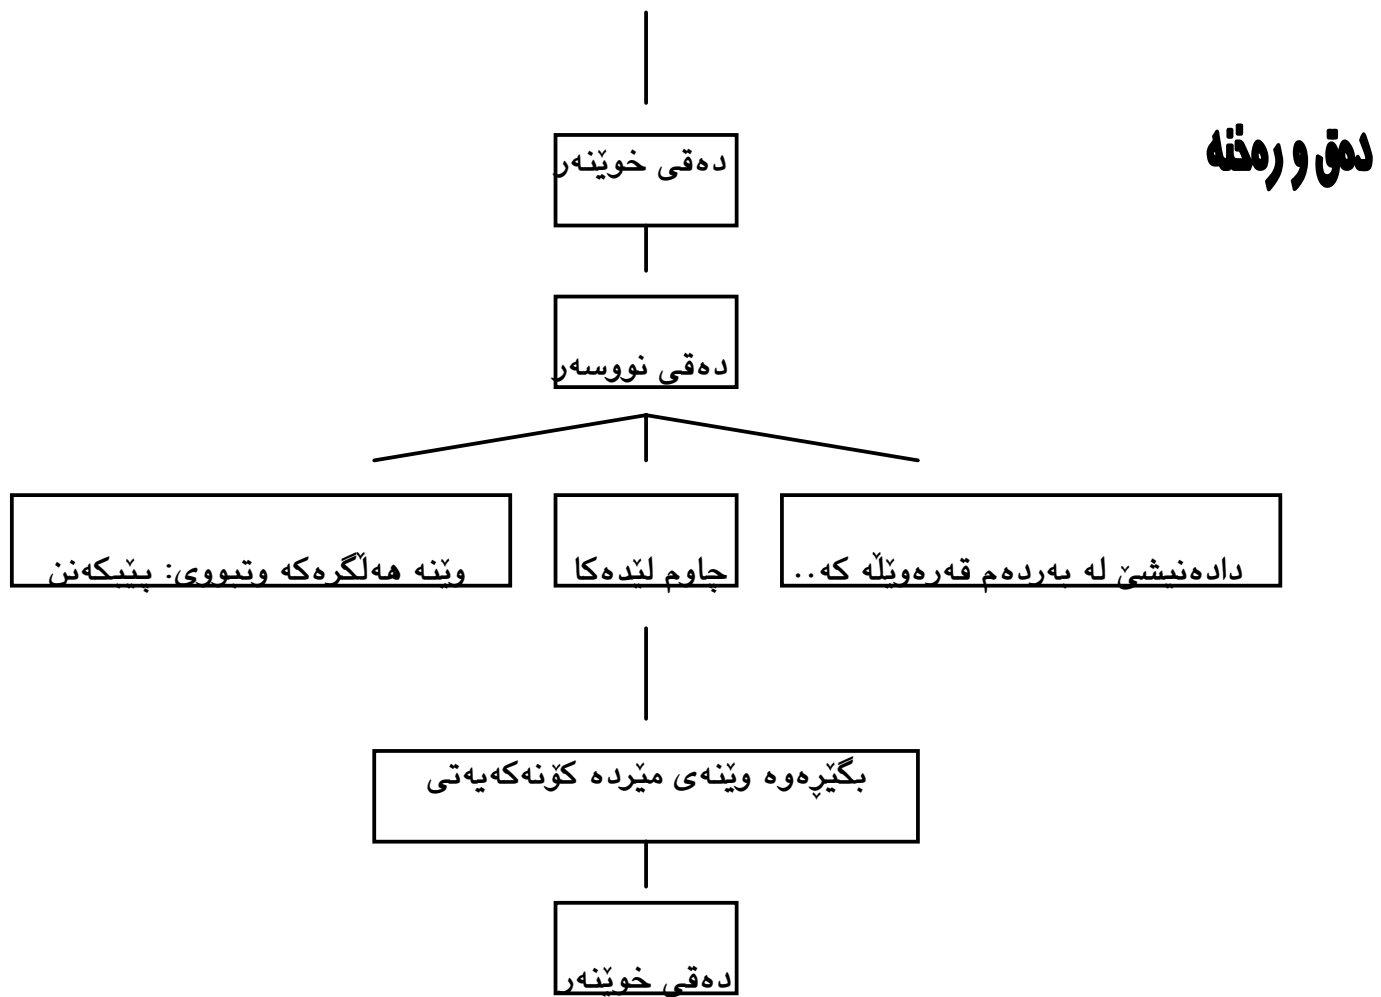 دەق و رەخنە
دەقی خوێنەر
دەقی نووسەر
دادەنیشێ لە بەردەم قەرەوێڵە کە..
چاوم لێدەکا
وێنە هەڵگرەکە وتبووی: پێبکەنن
بگێڕەوە وێنەی مێردە کۆنەکەیەتی
دەقی خوێنەر